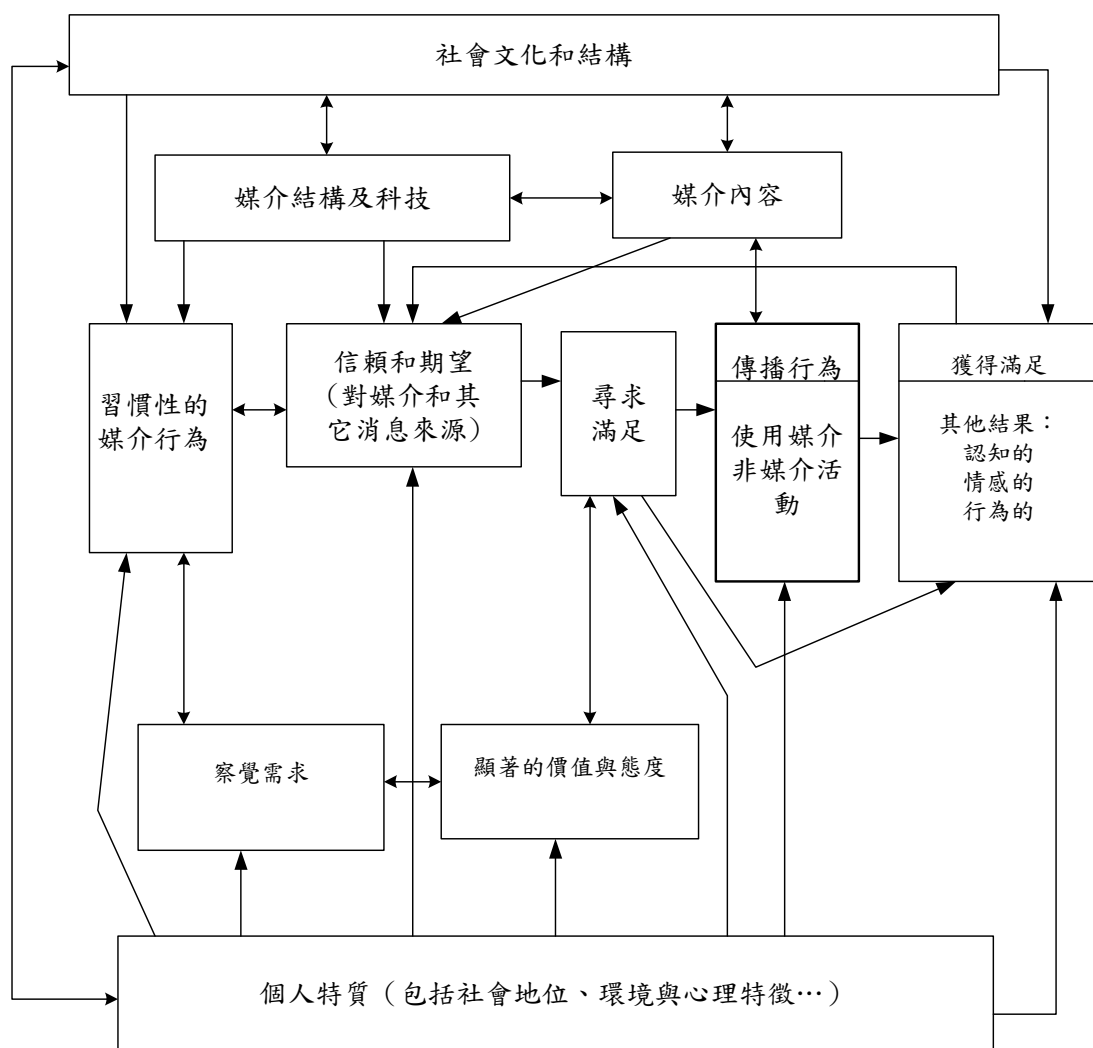 社會文化和結構
媒介結構及科技
媒介內容
習慣性的
媒介行為
信賴和期望
（對媒介和其
它消息來源）
尋求
滿足
傳播行為
使用媒介
非媒介活
動
獲得滿足
其他結果：
認知的
情感的
行為的
察覺需求
顯著的價值與態度
個人特質（包括社會地位、環境與心理特徵…）